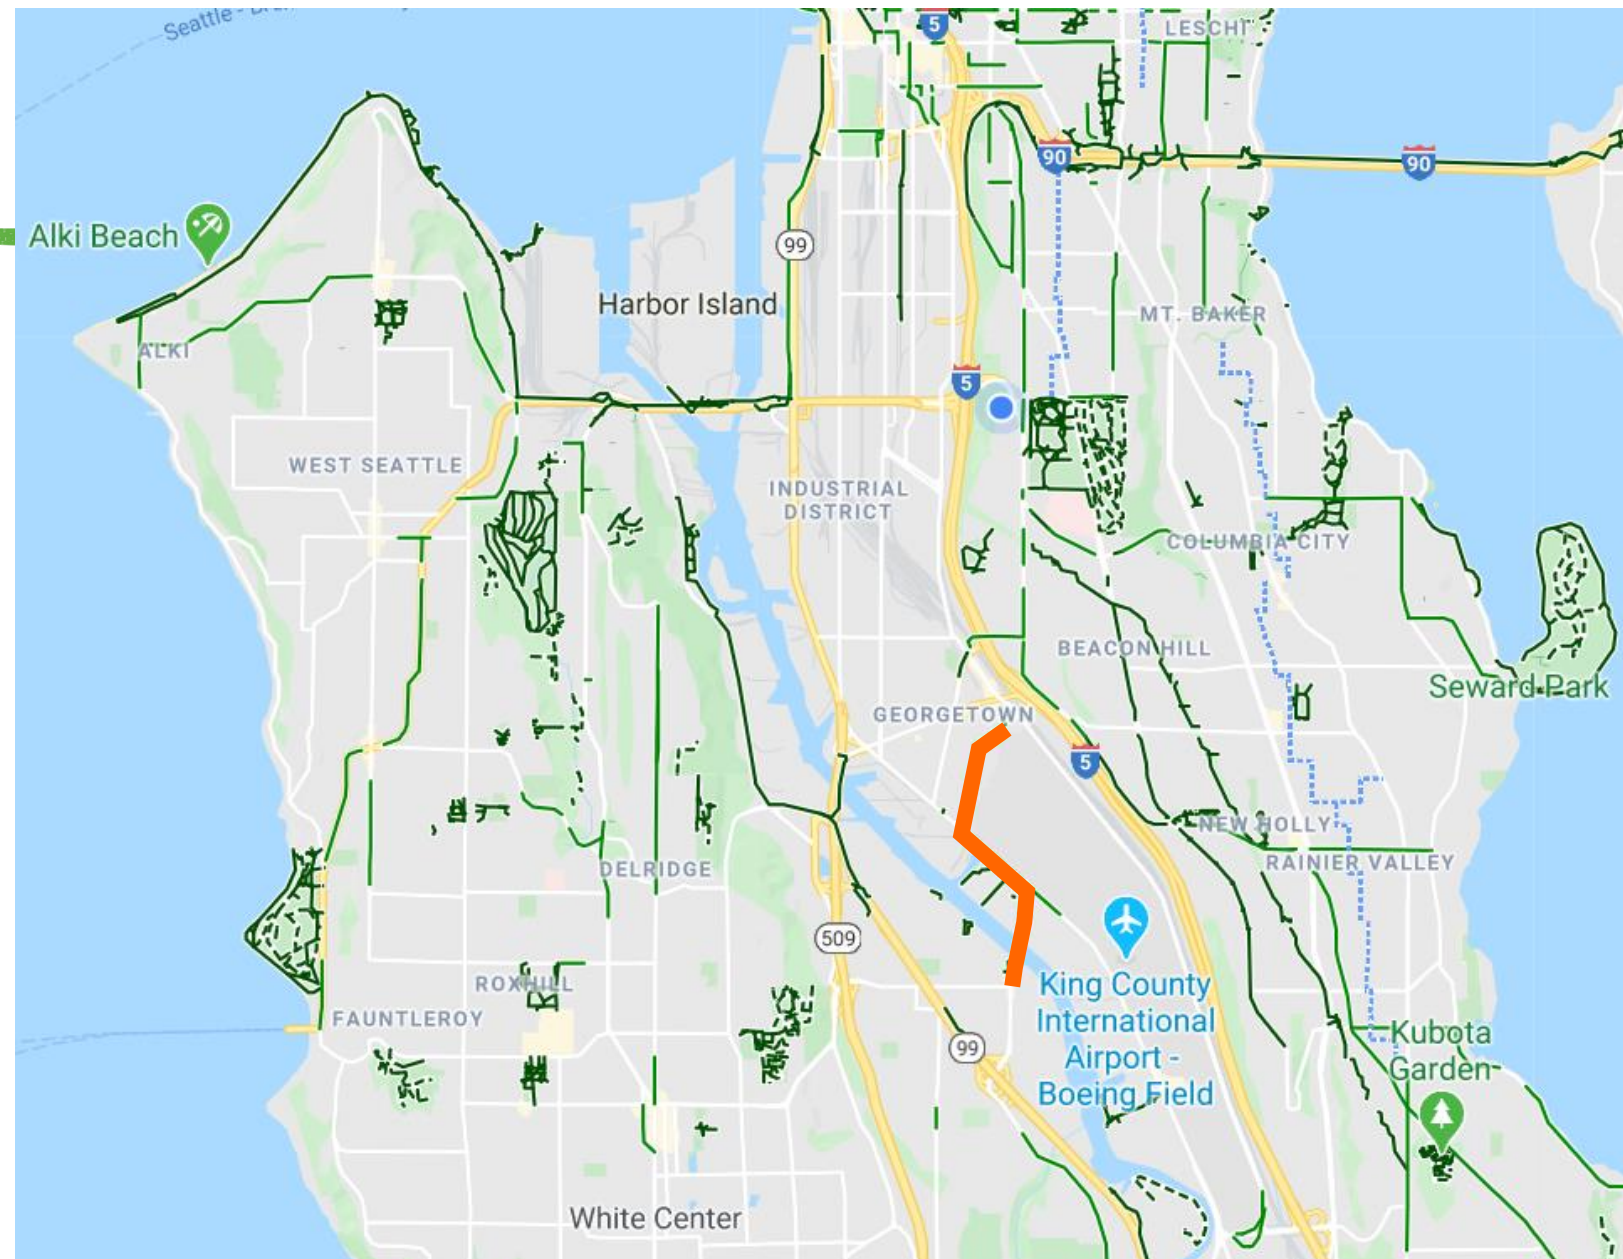 Seattle - Br
LESCHI
5
90
90
Alki Beach
99
Harbor Island
MT. BAKER
ALKI
5
WEST SEATTLE
INDUSTRIAL
DISTRICT
COLUMBIA CITY
BEACON HILL
Seward Park
GEORGETOWN
5
NEW HOLLY
RAINIER VALLEY
DELRIDGE
509
ROXHILL
King County
International
Airport -
Boeing Field
FAUNTLEROY
99
Kubota
Garden
White Center